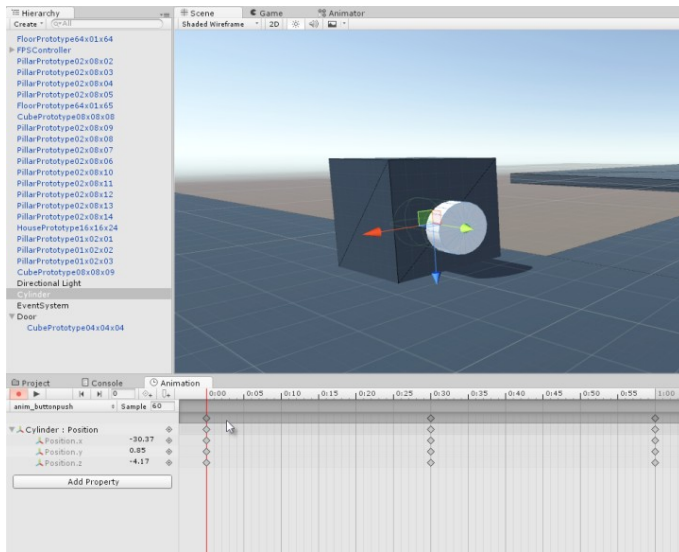 Hierarchy
Create
All
FloorPrototype64x01x64
FPSController
PillarPrototype02x08x02
PillarPrototype02x08x03
PillarPrototype02x08x04
PillarPrototype02x08x05
FloorPrototype64x01x65
CubePrototype08x08x08
PillarPrototype02x08x09
PillarPrototype02x08x08
PillarPrototype02x08x07
PillarPrototype02x08x06
PillarPrototype02x08x10
PillarPrototype02x08x11
PillarPrototype02x08x12
PillarPrototype02x08x13
PillarPrototype02x08x14
HousePrototype16x16x24
PillarPrototype01x02x01
PillarPrototype01x02x02
PillarPrototype01x02x03
CubePrototype08x08x09
Directional Light
Cylinder
EventSystem
Door
CubePrototype04x04x04
Scene Game Animator
Shaded Wireframe 2D
Project Console Animation
0 0:00 0:05 0:10 0:15 0:20 0:25 0:30 0:35 0:40 0:45 0:50 0:55 1:00
anim_buttonpush Sample 60
Cylinder : Position
Position.x -30.37
Position.y 0.85
Position.z -4.17
Add Property